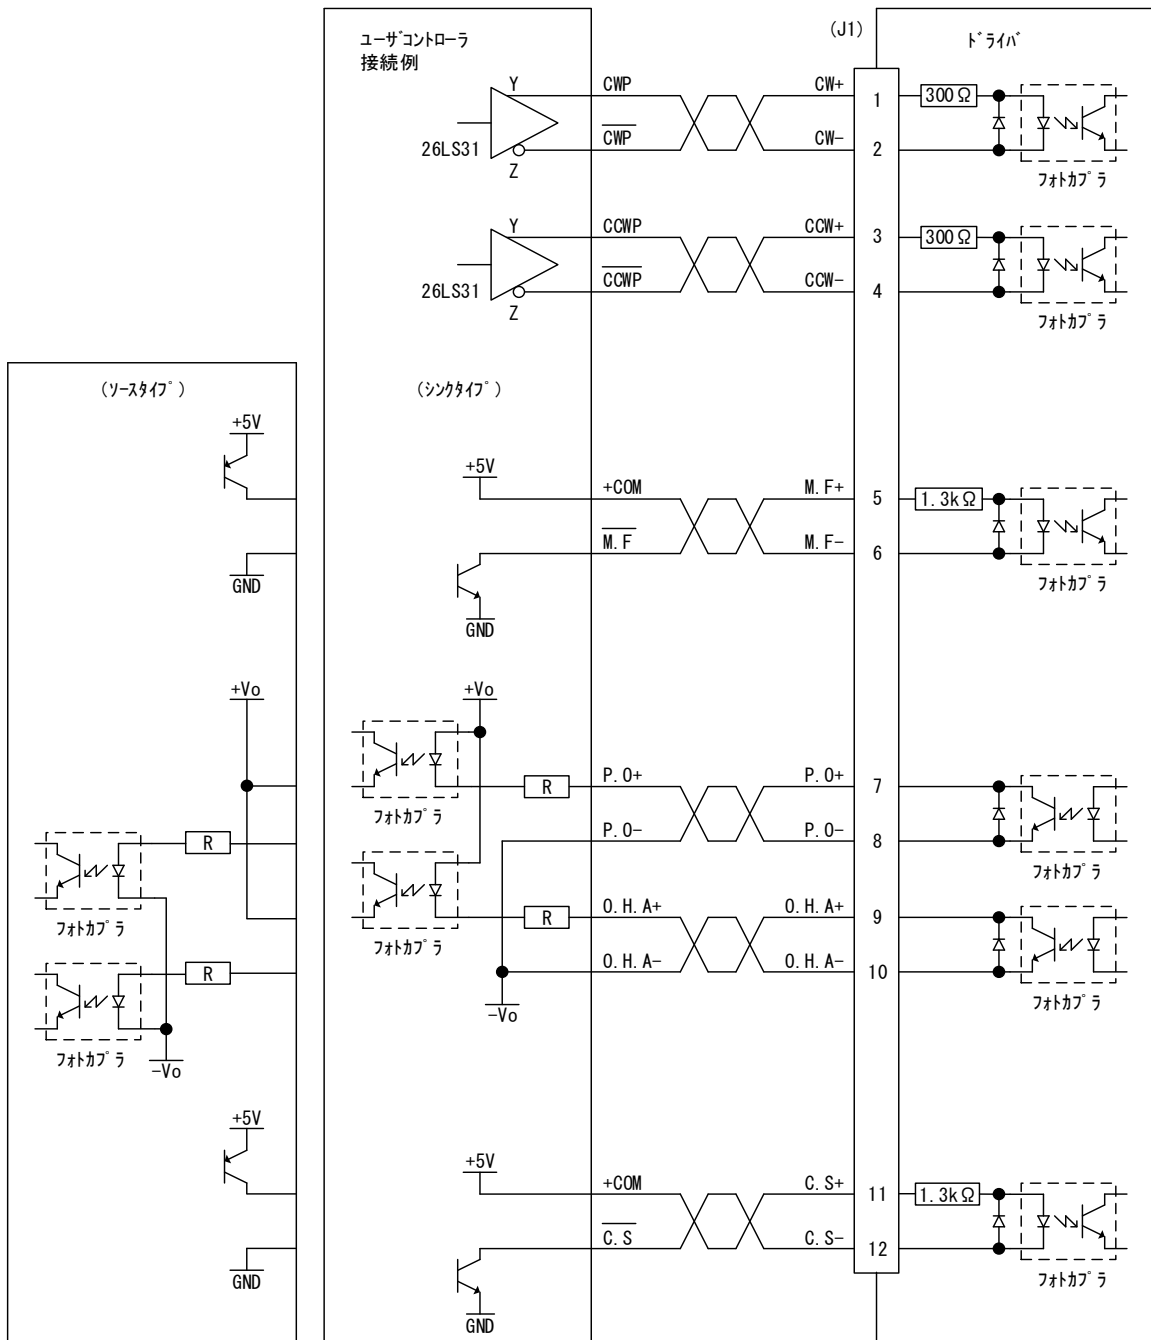 ユーザコントローラ
接続例
(J1)
ドライバ
Y
CWP
CW+
1
300Ω
26LS31
CWP
CW-
2
Z
フォトカプラ
Y
CCWP
CCW+
3
300Ω
26LS31
CCWP
CCW-
4
Z
フォトカプラ
(ソースタイプ)
(シンクタイプ)
+5V
+5V
+COM
M.F+
5
1.3kΩ
M.F
M.F-
6
GND
フォトカプラ
GND
+Vo
+Vo
R
P.O+
P.O+
7
フォトカプラ
P.O-
P.O-
8
R
フォトカプラ
フォトカプラ
R
O.H.A+
O.H.A+
9
フォトカプラ
O.H.A-
O.H.A-
10
R
-Vo
フォトカプラ
フォトカプラ
-Vo
+5V
+5V
+COM
C.S+
11
1.3kΩ
C.S
C.S-
12
GND
フォトカプラ
GND